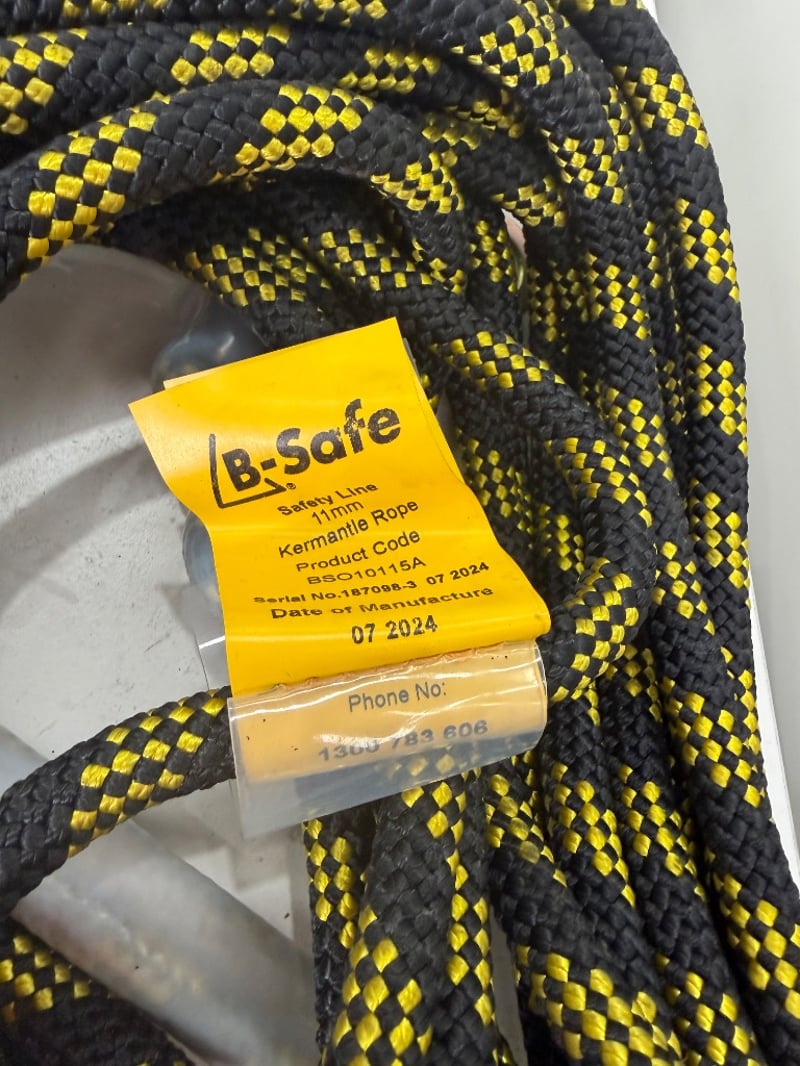 B-Safe
®
Safety Line
11mm
Kermantle Rope
Product Code
BSO10115A
Serial No.187098-3 07 2024
Date of Manufacture
07 2024
Phone No:
1300 783 606